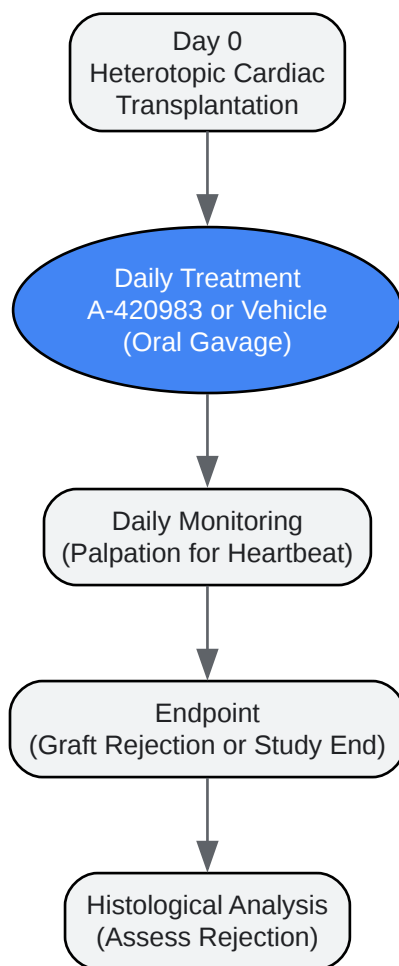 Day 0
Heterotopic Cardiac
Transplantation
Daily Treatment
A-420983 or Vehicle
(Oral Gavage)
Daily Monitoring
(Palpation for Heartbeat)
Endpoint
(Graft Rejection or Study End)
Histological Analysis
(Assess Rejection)